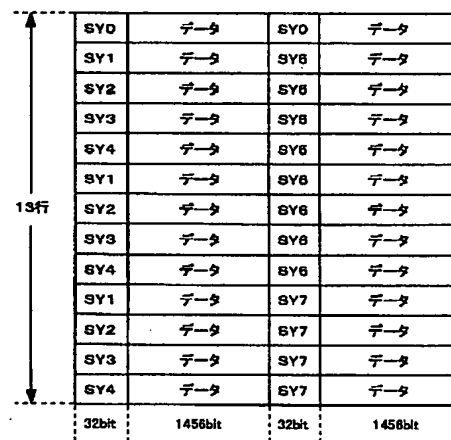 13行
SY0 データ SY0 データ
SY1 データ SY6 データ
SY2 データ SY6 データ
SY3 データ SY6 データ
SY4 データ SY6 データ
SY1 データ SY6 データ
SY2 データ SY6 データ
SY3 データ SY6 データ
SY4 データ SY6 データ
SY1 データ SY7 データ
SY2 データ SY7 データ
SY3 データ SY7 データ
SY4 データ SY7 データ
32bit 1456bit 32bit 1456bit